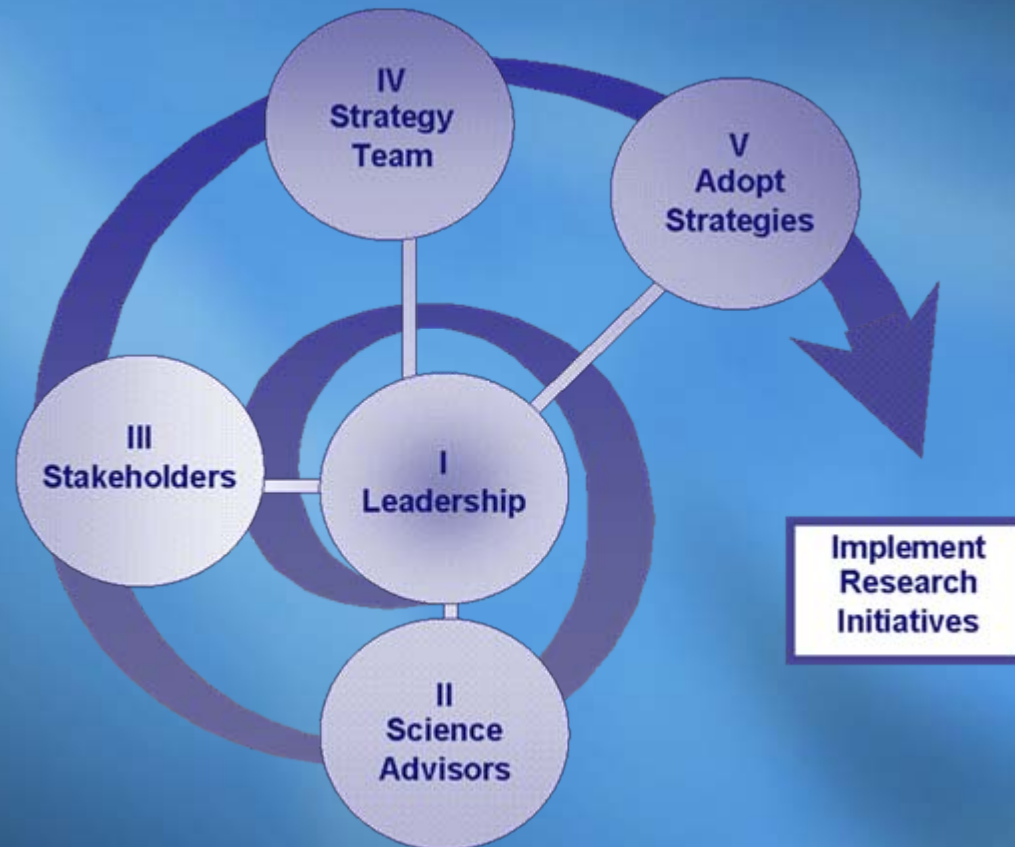 I
Leadership
II
Science
Advisors
III
Stakeholders
IV
Strategy
Team
V
Adopt
Strategies
Implement
Research
Initiatives